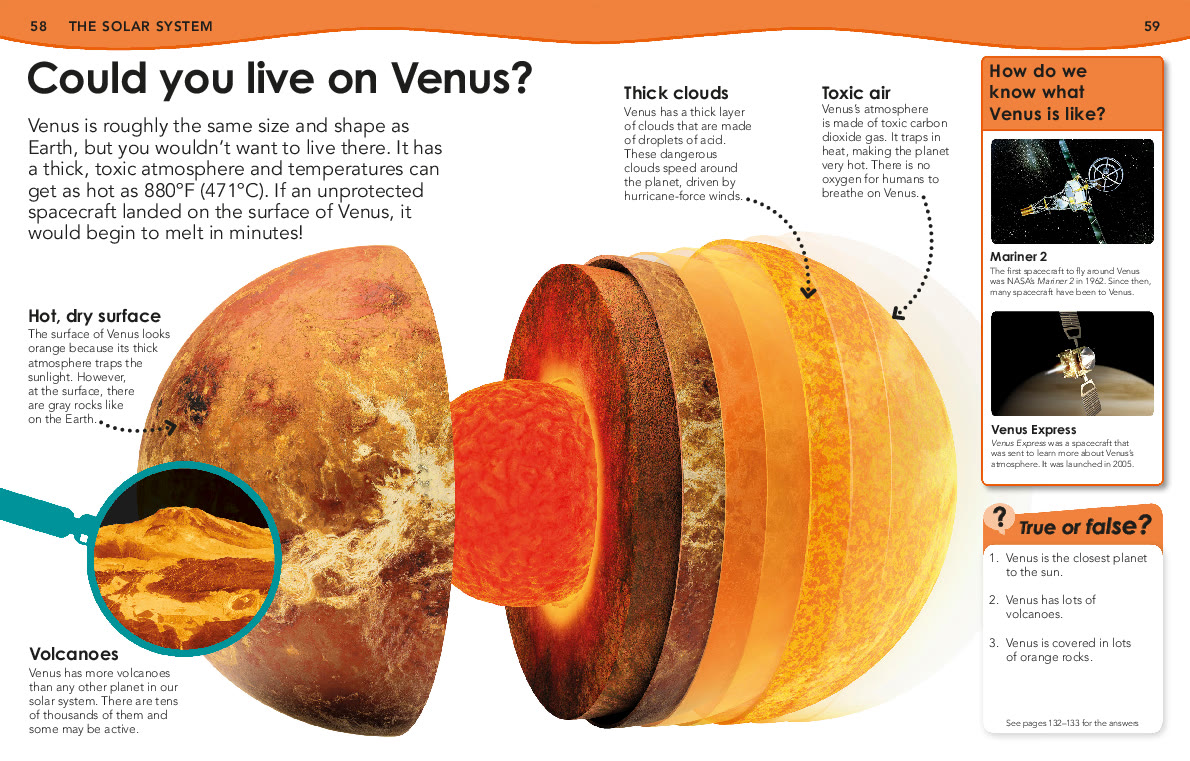 58 THE SOLAR SYSTEM
59
Could you live on Venus?
Venus is roughly the same size and shape as
Earth, but you wouldn't want to live there. It has
a thick, toxic atmosphere and temperatures can
get as hot as 880ºF (471ºC). If an unprotected
spacecraft landed on the surface of Venus, it
would begin to melt in minutes!
Thick clouds
Venus has a thick layer
of clouds that are made
of droplets of acid.
These dangerous
clouds speed around
the planet, driven by
hurricane-force winds.
Toxic air
Venus's atmosphere
is made of toxic carbon
dioxide gas. It traps in
heat, making the planet
very hot. There is no
oxygen for humans to
breathe on Venus.
Hot, dry surface
The surface of Venus looks
orange because its thick
atmosphere traps the
sunlight. However,
at the surface, there
are gray rocks like
on the Earth.
Volcanoes
Venus has more volcanoes
than any other planet in our
solar system. There are tens
of thousands of them and
some may be active.
How do we
know what
Venus is like?
Mariner 2
The first spacecraft to fly around Venus
was NASA's Mariner 2 in 1962. Since then,
many spacecraft have been to Venus.
Venus Express
Venus Express was a spacecraft that
was sent to learn more about Venus's
atmosphere. It was launched in 2005.
? True or false?
1. Venus is the closest planet
to the sun.
2. Venus has lots of
volcanoes.
3. Venus is covered in lots
of orange rocks.
See pages 132–133 for the answers